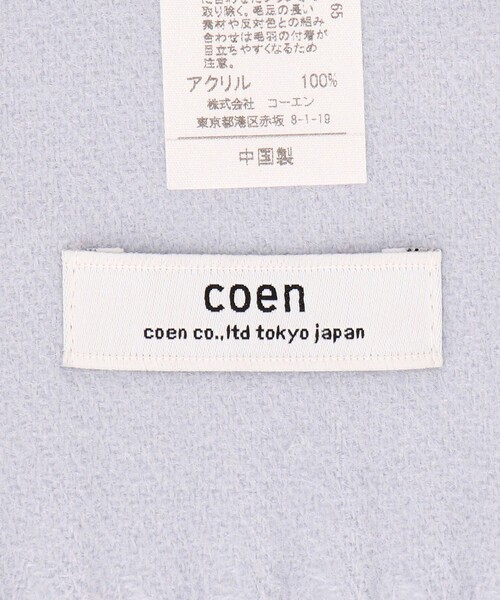 取り除く。毛足の長い
素材や反対色との組み
合わせは毛羽の付着が
目立ちやすくなるため
注意。
65
アクリル 100%
株式会社 コーエン
東京都港区赤坂 8-1-19
中国製
coen
coen co.,ltd tokyo japan